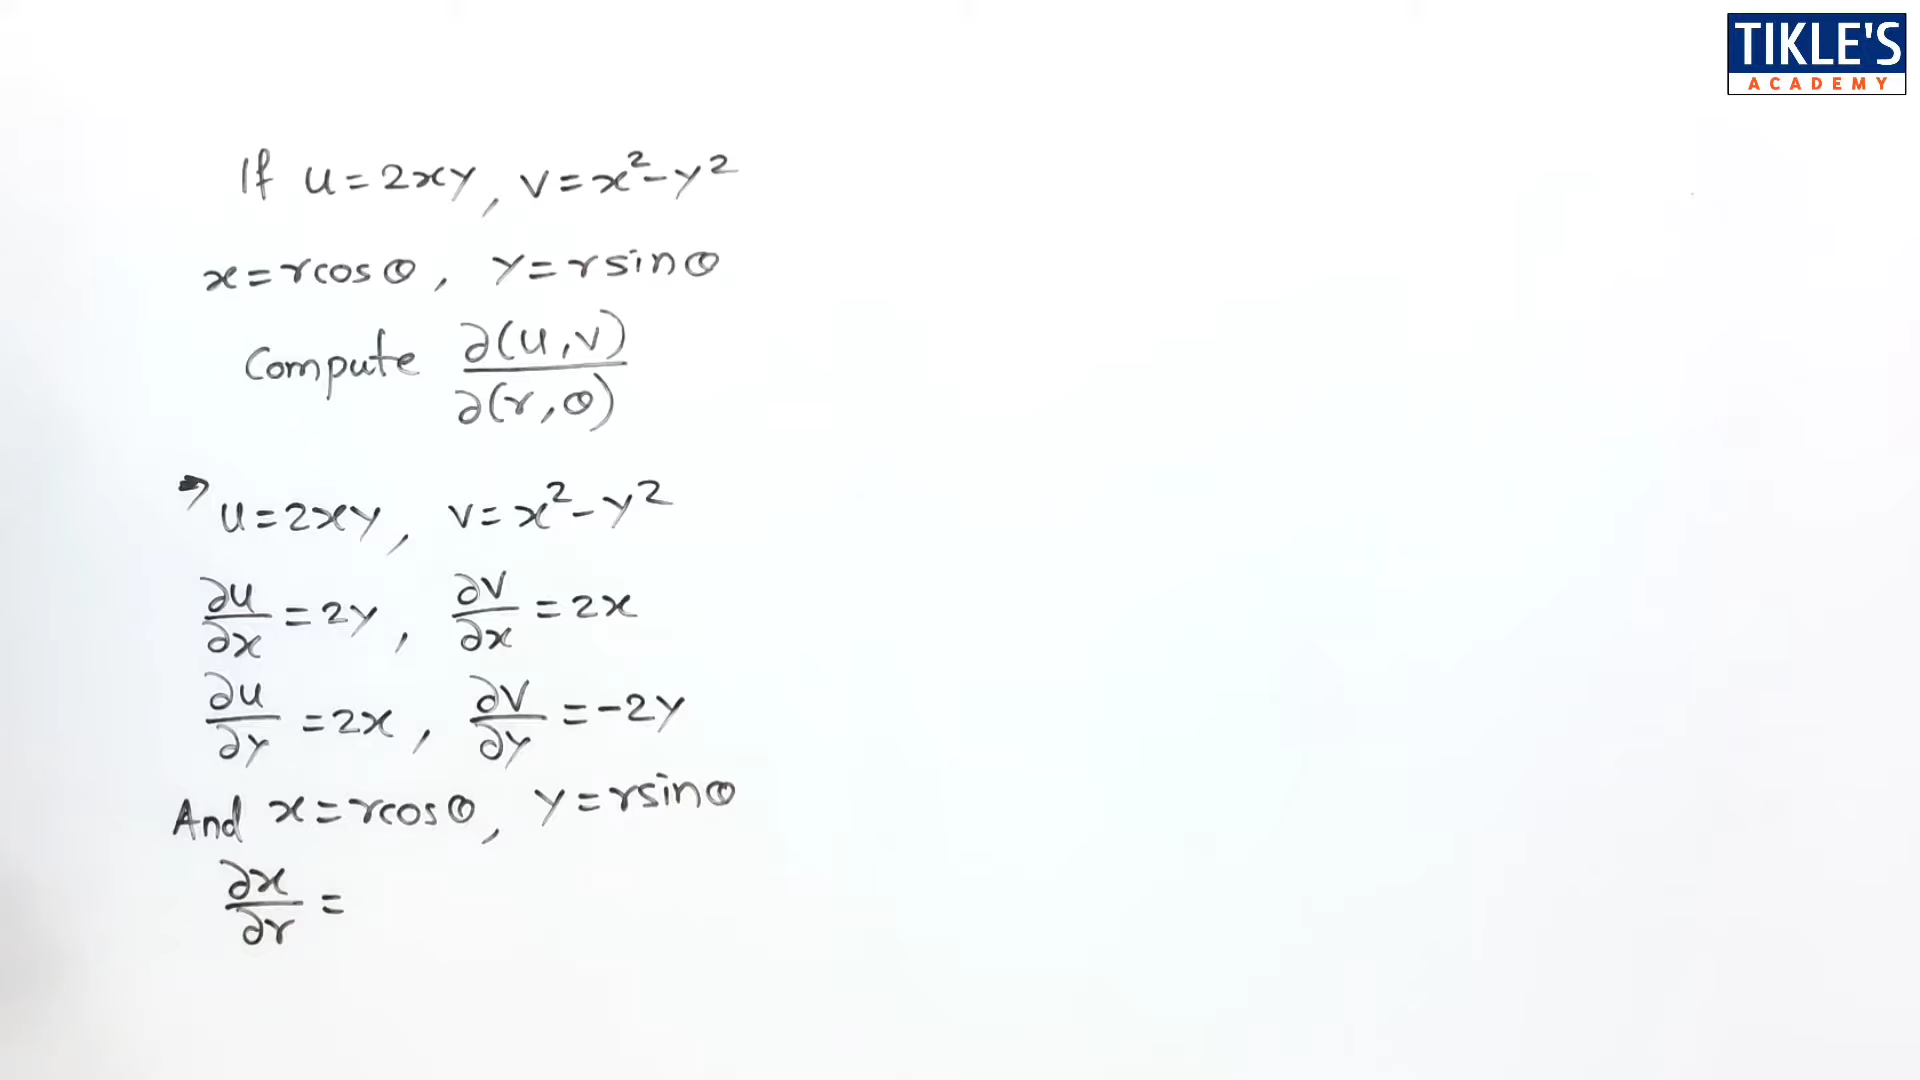 TIKLE'S
ACADEMY
If u=2xy, v=x²-y²
x=rcosθ, y=rsinθ
Compute ∂(u,v)/∂(r,θ)
→ u=2xy, v=x²-y²
∂u/∂x=2y, ∂v/∂x=2x
∂u/∂y=2x, ∂v/∂y=-2y
And x=rcosθ, y=rsinθ
∂x/∂r=